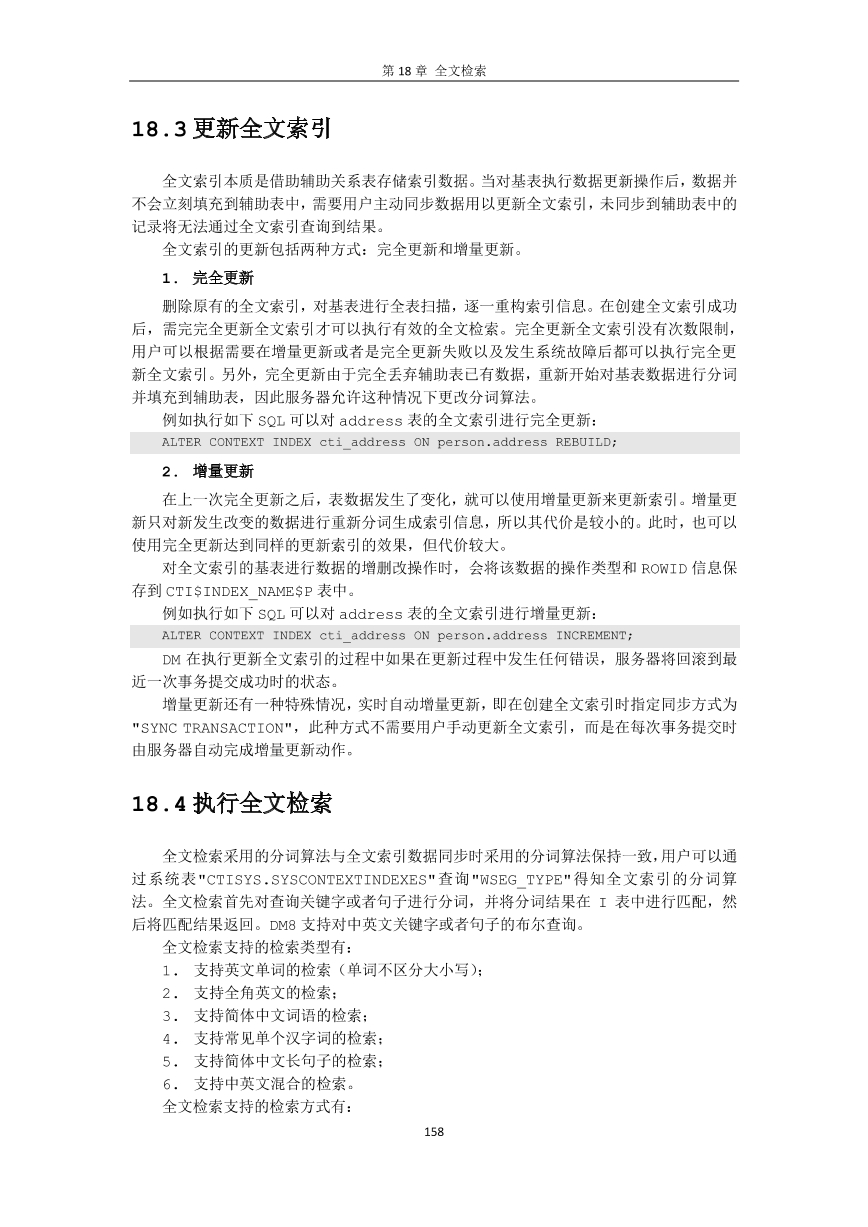 第 18 章 全文检索
18.3 更新全文索引
全文索引本质是借助辅助关系表存储索引数据。当对基表执行数据更新操作后，数据并
不会立刻填充到辅助表中，需要用户主动同步数据用以更新全文索引，未同步到辅助表中的
记录将无法通过全文索引查询到结果。
全文索引的更新包括两种方式：完全更新和增量更新。
1. 完全更新
删除原有的全文索引，对基表进行全表扫描，逐一重构索引信息。在创建全文索引成功
后，需完完全更新全文索引才可以执行有效的全文检索。完全更新全文索引没有次数限制，
用户可以根据需要在增量更新或者是完全更新失败以及发生系统故障后都可以执行完全更
新全文索引。另外，完全更新由于完全丢弃辅助表已有数据，重新开始对基表数据进行分词
并填充到辅助表，因此服务器允许这种情况下更改分词算法。
例如执行如下 SQL 可以对 address 表的全文索引进行完全更新：
ALTER CONTEXT INDEX cti_address ON person.address REBUILD;
2. 增量更新
在上一次完全更新之后，表数据发生了变化，就可以使用增量更新来更新索引。增量更
新只对新发生改变的数据进行重新分词生成索引信息，所以其代价是较小的。此时，也可以
使用完全更新达到同样的更新索引的效果，但代价较大。
对全文索引的基表进行数据的增删改操作时，会将该数据的操作类型和 ROWID 信息保
存到 CTI$INDEX_NAME$P 表中。
例如执行如下 SQL 可以对 address 表的全文索引进行增量更新：
ALTER CONTEXT INDEX cti_address ON person.address INCREMENT;
DM 在执行更新全文索引的过程中如果在更新过程中发生任何错误，服务器将回滚到最
近一次事务提交成功时的状态。
增量更新还有一种特殊情况，实时自动增量更新，即在创建全文索引时指定同步方式为
"SYNC TRANSACTION"，此种方式不需要用户手动更新全文索引，而是在每次事务提交时
由服务器自动完成增量更新动作。
18.4 执行全文检索
全文检索采用的分词算法与全文索引数据同步时采用的分词算法保持一致，用户可以通
过系统表"CTISYS.SYSCONTEXTINDEXES"查询"WSEG_TYPE"得知全文索引的分词算
法。全文检索首先对查询关键字或者句子进行分词，并将分词结果在 I 表中进行匹配，然
后将匹配结果返回。DM8 支持对中英文关键字或者句子的布尔查询。
全文检索支持的检索类型有：
1. 支持英文单词的检索（单词不区分大小写）；
2. 支持全角英文的检索；
3. 支持简体中文词语的检索；
4. 支持常见单个汉字词的检索；
5. 支持简体中文长句子的检索；
6. 支持中英文混合的检索。
全文检索支持的检索方式有：
158